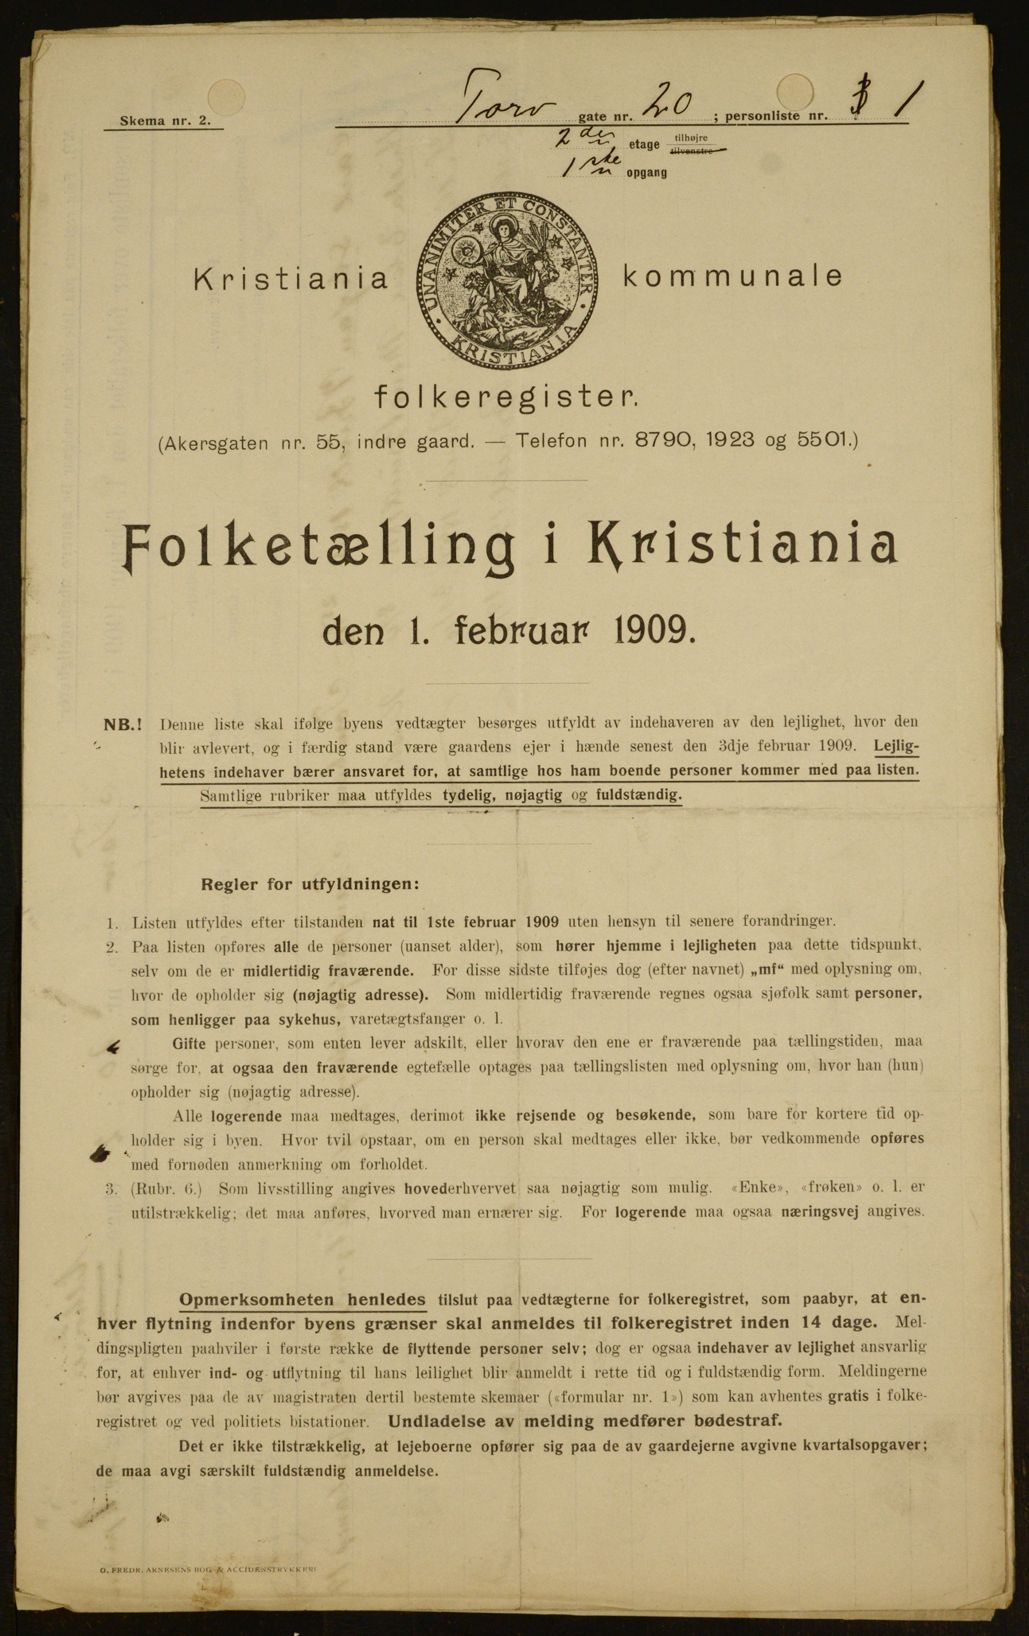 Skema nr. 2.
Torv gate nr. 20 ; personliste nr. 1
2den etage tilhøjre
tilvenstre
1ste opgang
UNANIMITER ET CONSTANTER
KRISTIANIA
Kristiania kommunale
folkeregister.
(Akersgaten nr. 55, indre gaard. — Telefon nr. 8790, 1923 og 5501.)
Folketælling i Kristiania
den 1. februar 1909.
NB.! Denne liste skal ifølge byens vedtægter besørges utfyldt av indehaveren av den lejlighet, hvor den
blir avlevert, og i færdig stand være gaardens ejer i hænde senest den 3dje februar 1909. Lejlig-
hetens indehaver bærer ansvaret for, at samtlige hos ham boende personer kommer med paa listen.
Samtlige rubriker maa utfyldes tydelig, nøjagtig og fuldstændig.
Regler for utfyldningen:
1. Listen utfyldes efter tilstanden nat til 1ste februar 1909 uten hensyn til senere forandringer.
2. Paa listen opføres alle de personer (uanset alder), som hører hjemme i lejligheten paa dette tidspunkt,
selv om de er midlertidig fraværende. For disse sidste tilføjes dog (efter navnet) „mf“ med oplysning om,
hvor de opholder sig (nøjagtig adresse). Som midlertidig fraværende regnes ogsaa sjøfolk samt personer,
som henligger paa sykehus, varetægtsfanger o. l.
Gifte personer, som enten lever adskilt, eller hvorav den ene er fraværende paa tællingstiden, maa
sørge for, at ogsaa den fraværende egtefælle optages paa tællingslisten med oplysning om, hvor han (hun)
opholder sig (nøjagtig adresse).
Alle logerende maa medtages, derimot ikke rejsende og besøkende, som bare for kortere tid op-
holder sig i byen. Hvor tvil opstaar, om en person skal medtages eller ikke, bør vedkommende opføres
med fornøden anmerkning om forholdet.
3. (Rubr. 6.) Som livsstilling angives hovederhvervet saa nøjagtig som mulig. «Enke», «frøken» o. l. er
utilstrækkelig; det maa anføres, hvorved man ernærer sig. For logerende maa ogsaa næringsvej angives.
Opmerksomheten henledes tilslut paa vedtægterne for folkeregistret, som paabyr, at en-
hver flytning indenfor byens grænser skal anmeldes til folkeregistret inden 14 dage. Mel-
dingspligten paahviler i første række de flyttende personer selv; dog er ogsaa indehaver av lejlighet ansvarlig
for, at enhver ind- og utflytning til hans leilighet blir anmeldt i rette tid og i fuldstændig form. Meldingerne
bør avgives paa de av magistraten dertil bestemte skemaer («formular nr. 1») som kan avhentes gratis i folke-
registret og ved politiets bistationer. Undladelse av melding medfører bødestraf.
Det er ikke tilstrækkelig, at lejeboerne opfører sig paa de av gaardejerne avgivne kvartalsopgaver;
de maa avgi særskilt fuldstændig anmeldelse.
O. FREDR. ARNESENS BOG & ACCIDENSTRYKKERI